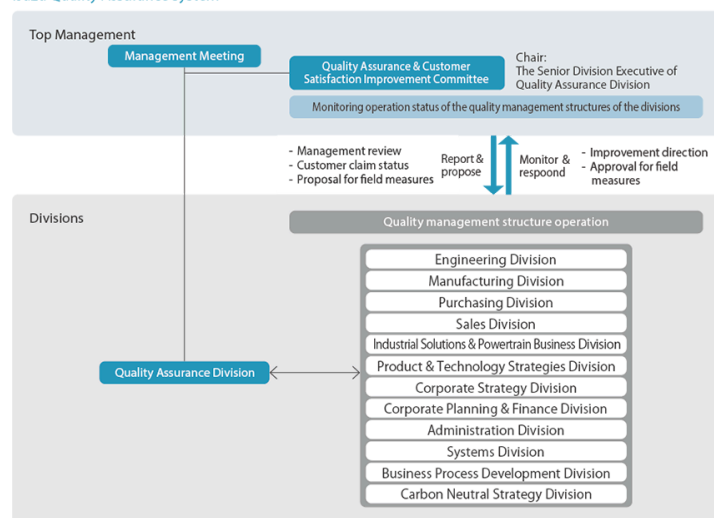 Top Management
Management Meeting
Quality Assurance & Customer
Satisfaction Improvement Committee
Chair:
The Senior Division Executive of
Quality Assurance Division
Monitoring operation status of the quality management structures of the divisions
- Management review
- Customer claim status
- Proposal for field measures
Report &
propose
Monitor &
respoond
- Improvement direction
- Approval for field
measures
Divisions
Quality management structure operation
Engineering Division
Manufacturing Division
Purchasing Division
Sales Division
Industrial Solutions & Powertrain Business Division
Quality Assurance Division
Product & Technology Strategies Division
Corporate Strategy Division
Corporate Planning & Finance Division
Administration Division
Systems Division
Business Process Development Division
Carbon Neutral Strategy Division